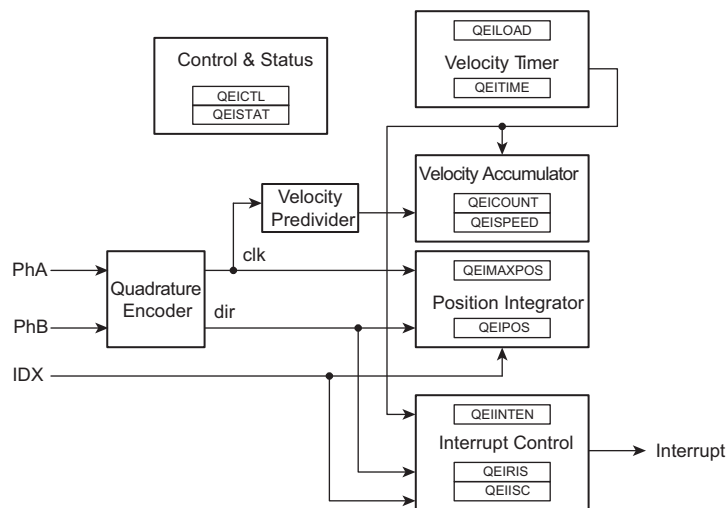 Control & Status
QEICTL
QEISTAT
QEILOAD
Velocity Timer
QEITIME
Velocity
Predivider
Velocity Accumulator
QEICOUNT
QEISPEED
PhA
PhB
IDX
Quadrature
Encoder
clk
dir
QEIMAXPOS
Position Integrator
QEIPOS
QEIINTEN
Interrupt Control
QEIRIS
QEIISC
Interrupt